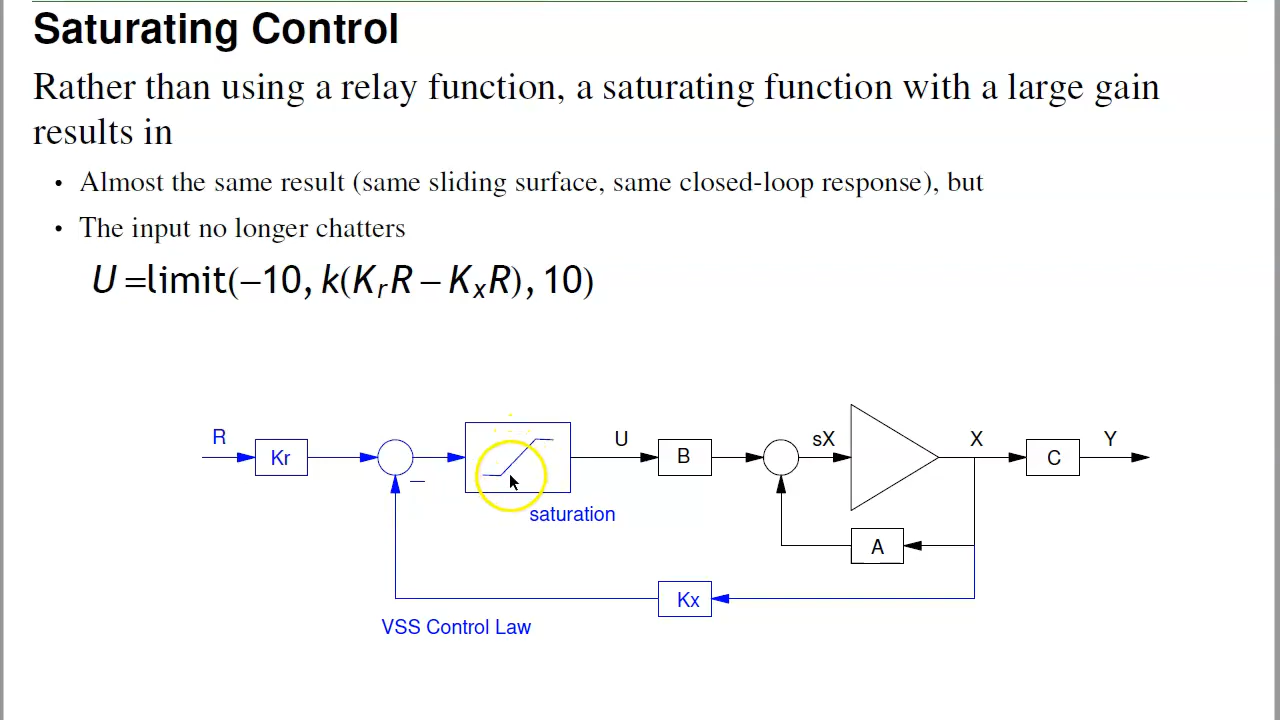 Saturating Control
Rather than using a relay function, a saturating function with a large gain
results in
• Almost the same result (same sliding surface, same closed-loop response), but
• The input no longer chatters
U =limit(−10, k(KrR − KxR), 10)
R
Kr
saturation
U
B
sX
X
C
Y
A
Kx
VSS Control Law